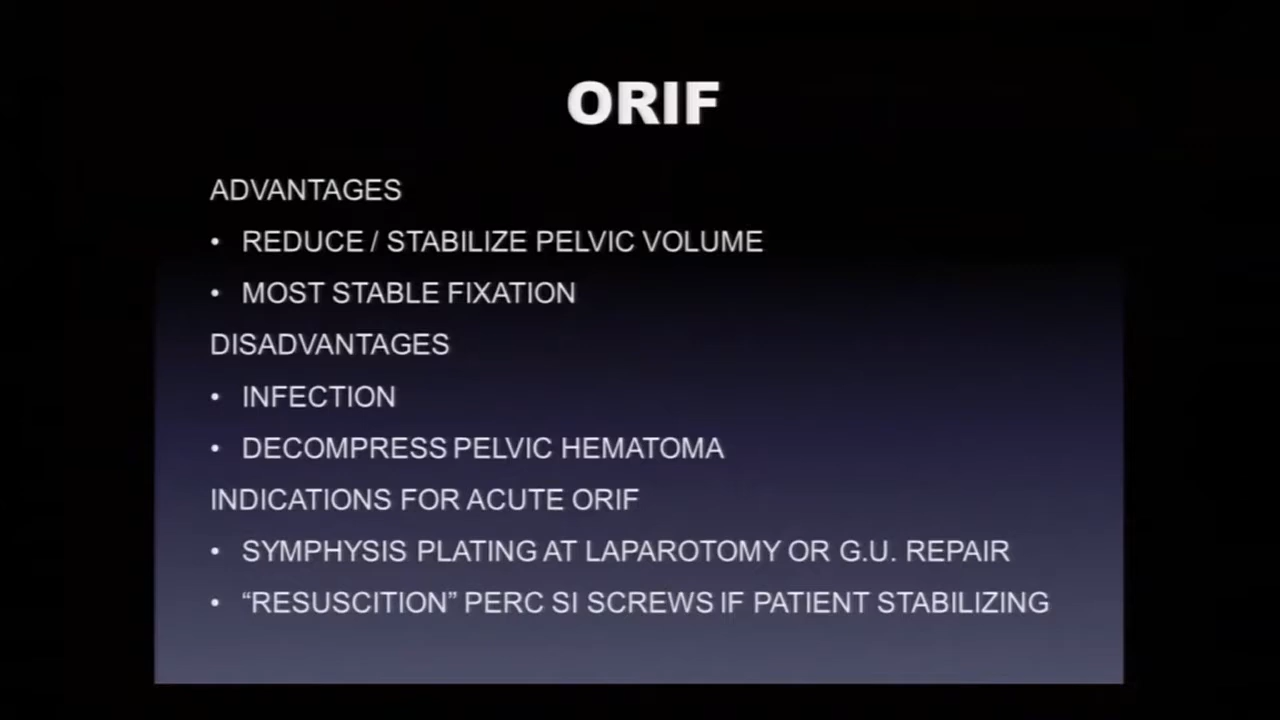 ORIF
ADVANTAGES
• REDUCE / STABILIZE PELVIC VOLUME
• MOST STABLE FIXATION
DISADVANTAGES
• INFECTION
• DECOMPRESS PELVIC HEMATOMA
INDICATIONS FOR ACUTE ORIF
• SYMPHYSIS PLATING AT LAPAROTOMY OR G.U. REPAIR
• “RESUSCITION” PERC SI SCREWS IF PATIENT STABILIZING